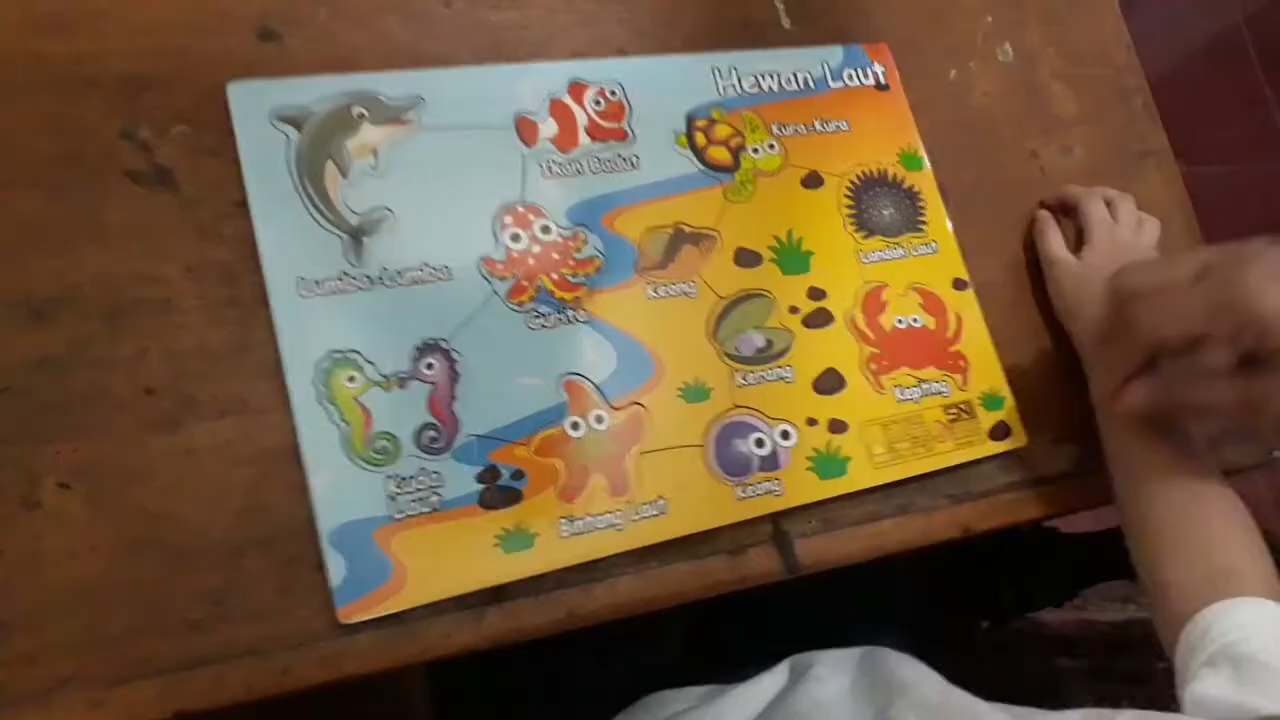 Hewan Laut
Ikan Badut
Kura-Kura
Landak Laut
Lumba-Lumba
Gurita
Keong
Kerang
Kepiting
SNI
Kuda
Laut
Bintang Laut
Keong